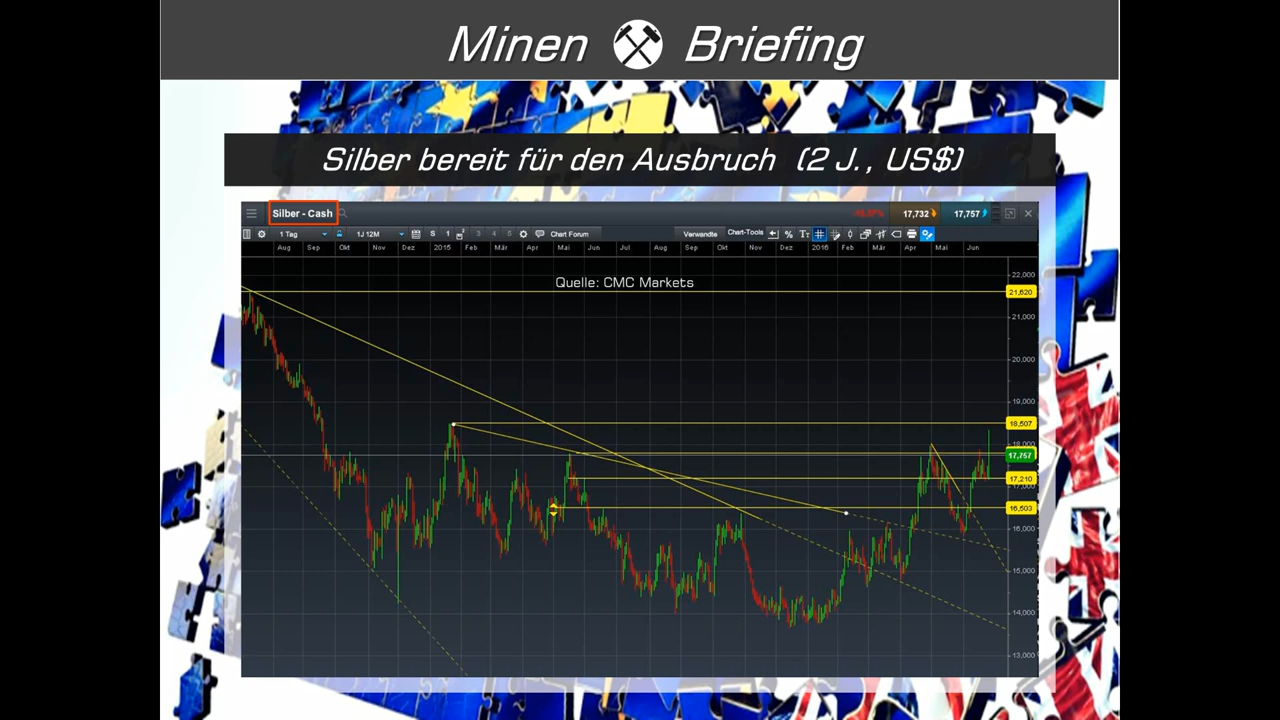 Minen Briefing
Silber bereit für den Ausbruch (2 J., US$)
Silber - Cash
17,732 17,757
1 Tag 1J 12M S 1 3 4 5 Chart Forum Verwandte Chart-Tools
Aug Sep Okt Nov Dez 2015 Feb Mär Apr Mai Jun Jul Aug Sep Okt Nov Dez 2016 Feb Mär Apr Mai Jun
Quelle: CMC Markets
22,000
21,620
21,000
20,000
19,000
18,507
18,000
17,757
17,210
17,000
16,503
16,000
15,000
14,000
13,000